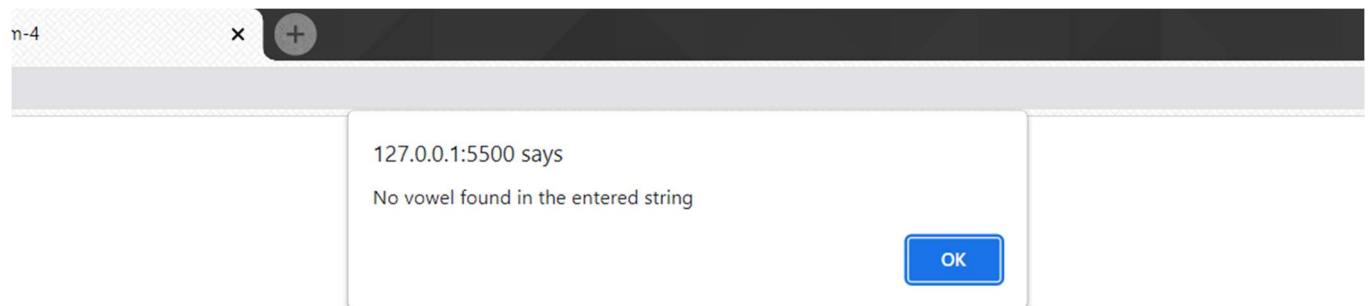 m-4
127.0.0.1:5500 says
No vowel found in the entered string
OK